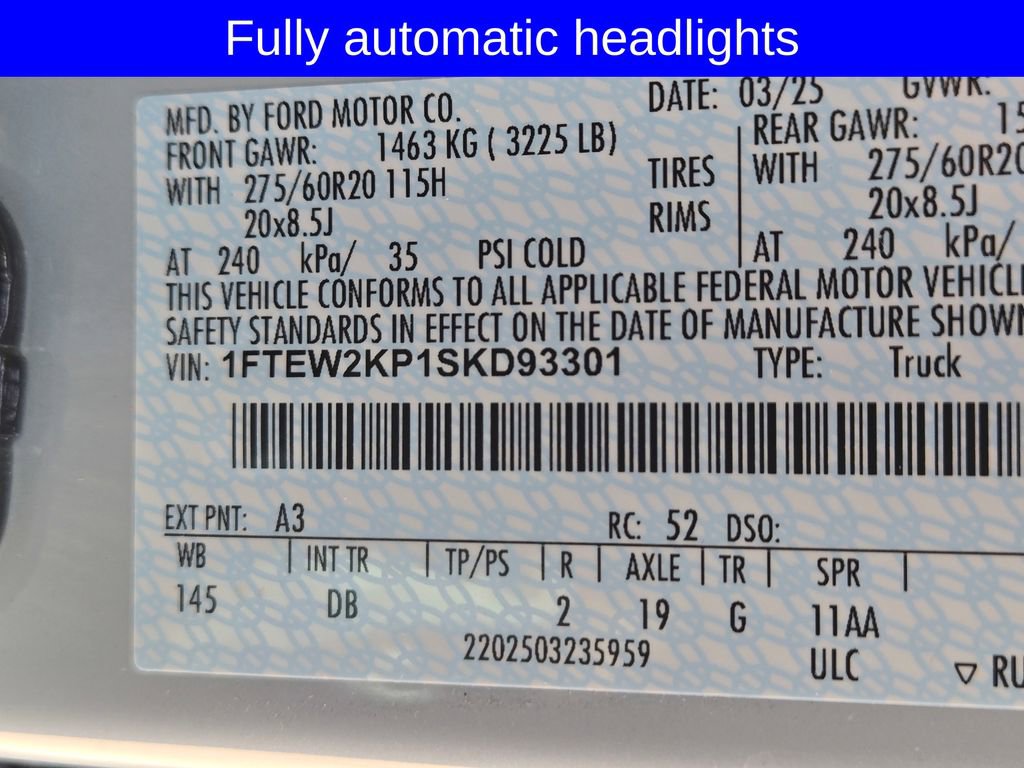 Fully automatic headlights
MFD. BY FORD MOTOR CO.
DATE: 03/25 GVWR:
FRONT GAWR: 1463 KG ( 3225 LB)
REAR GAWR: 15
WITH 275/60R20 115H TIRES WITH 275/60R20
20x8.5J RIMS 20x8.5J
AT 240 kPa/ 35 PSI COLD AT 240 kPa/
THIS VEHICLE CONFORMS TO ALL APPLICABLE FEDERAL MOTOR VEHICLE
SAFETY STANDARDS IN EFFECT ON THE DATE OF MANUFACTURE SHOWN
VIN: 1FTEW2KP1SKD93301 TYPE: Truck
EXT PNT: A3 RC: 52 DSO:
WB | INT TR | TP/PS | R | AXLE | TR | SPR |
145 DB 2 19 G 11AA
2202503235959 ULC ▽ RU